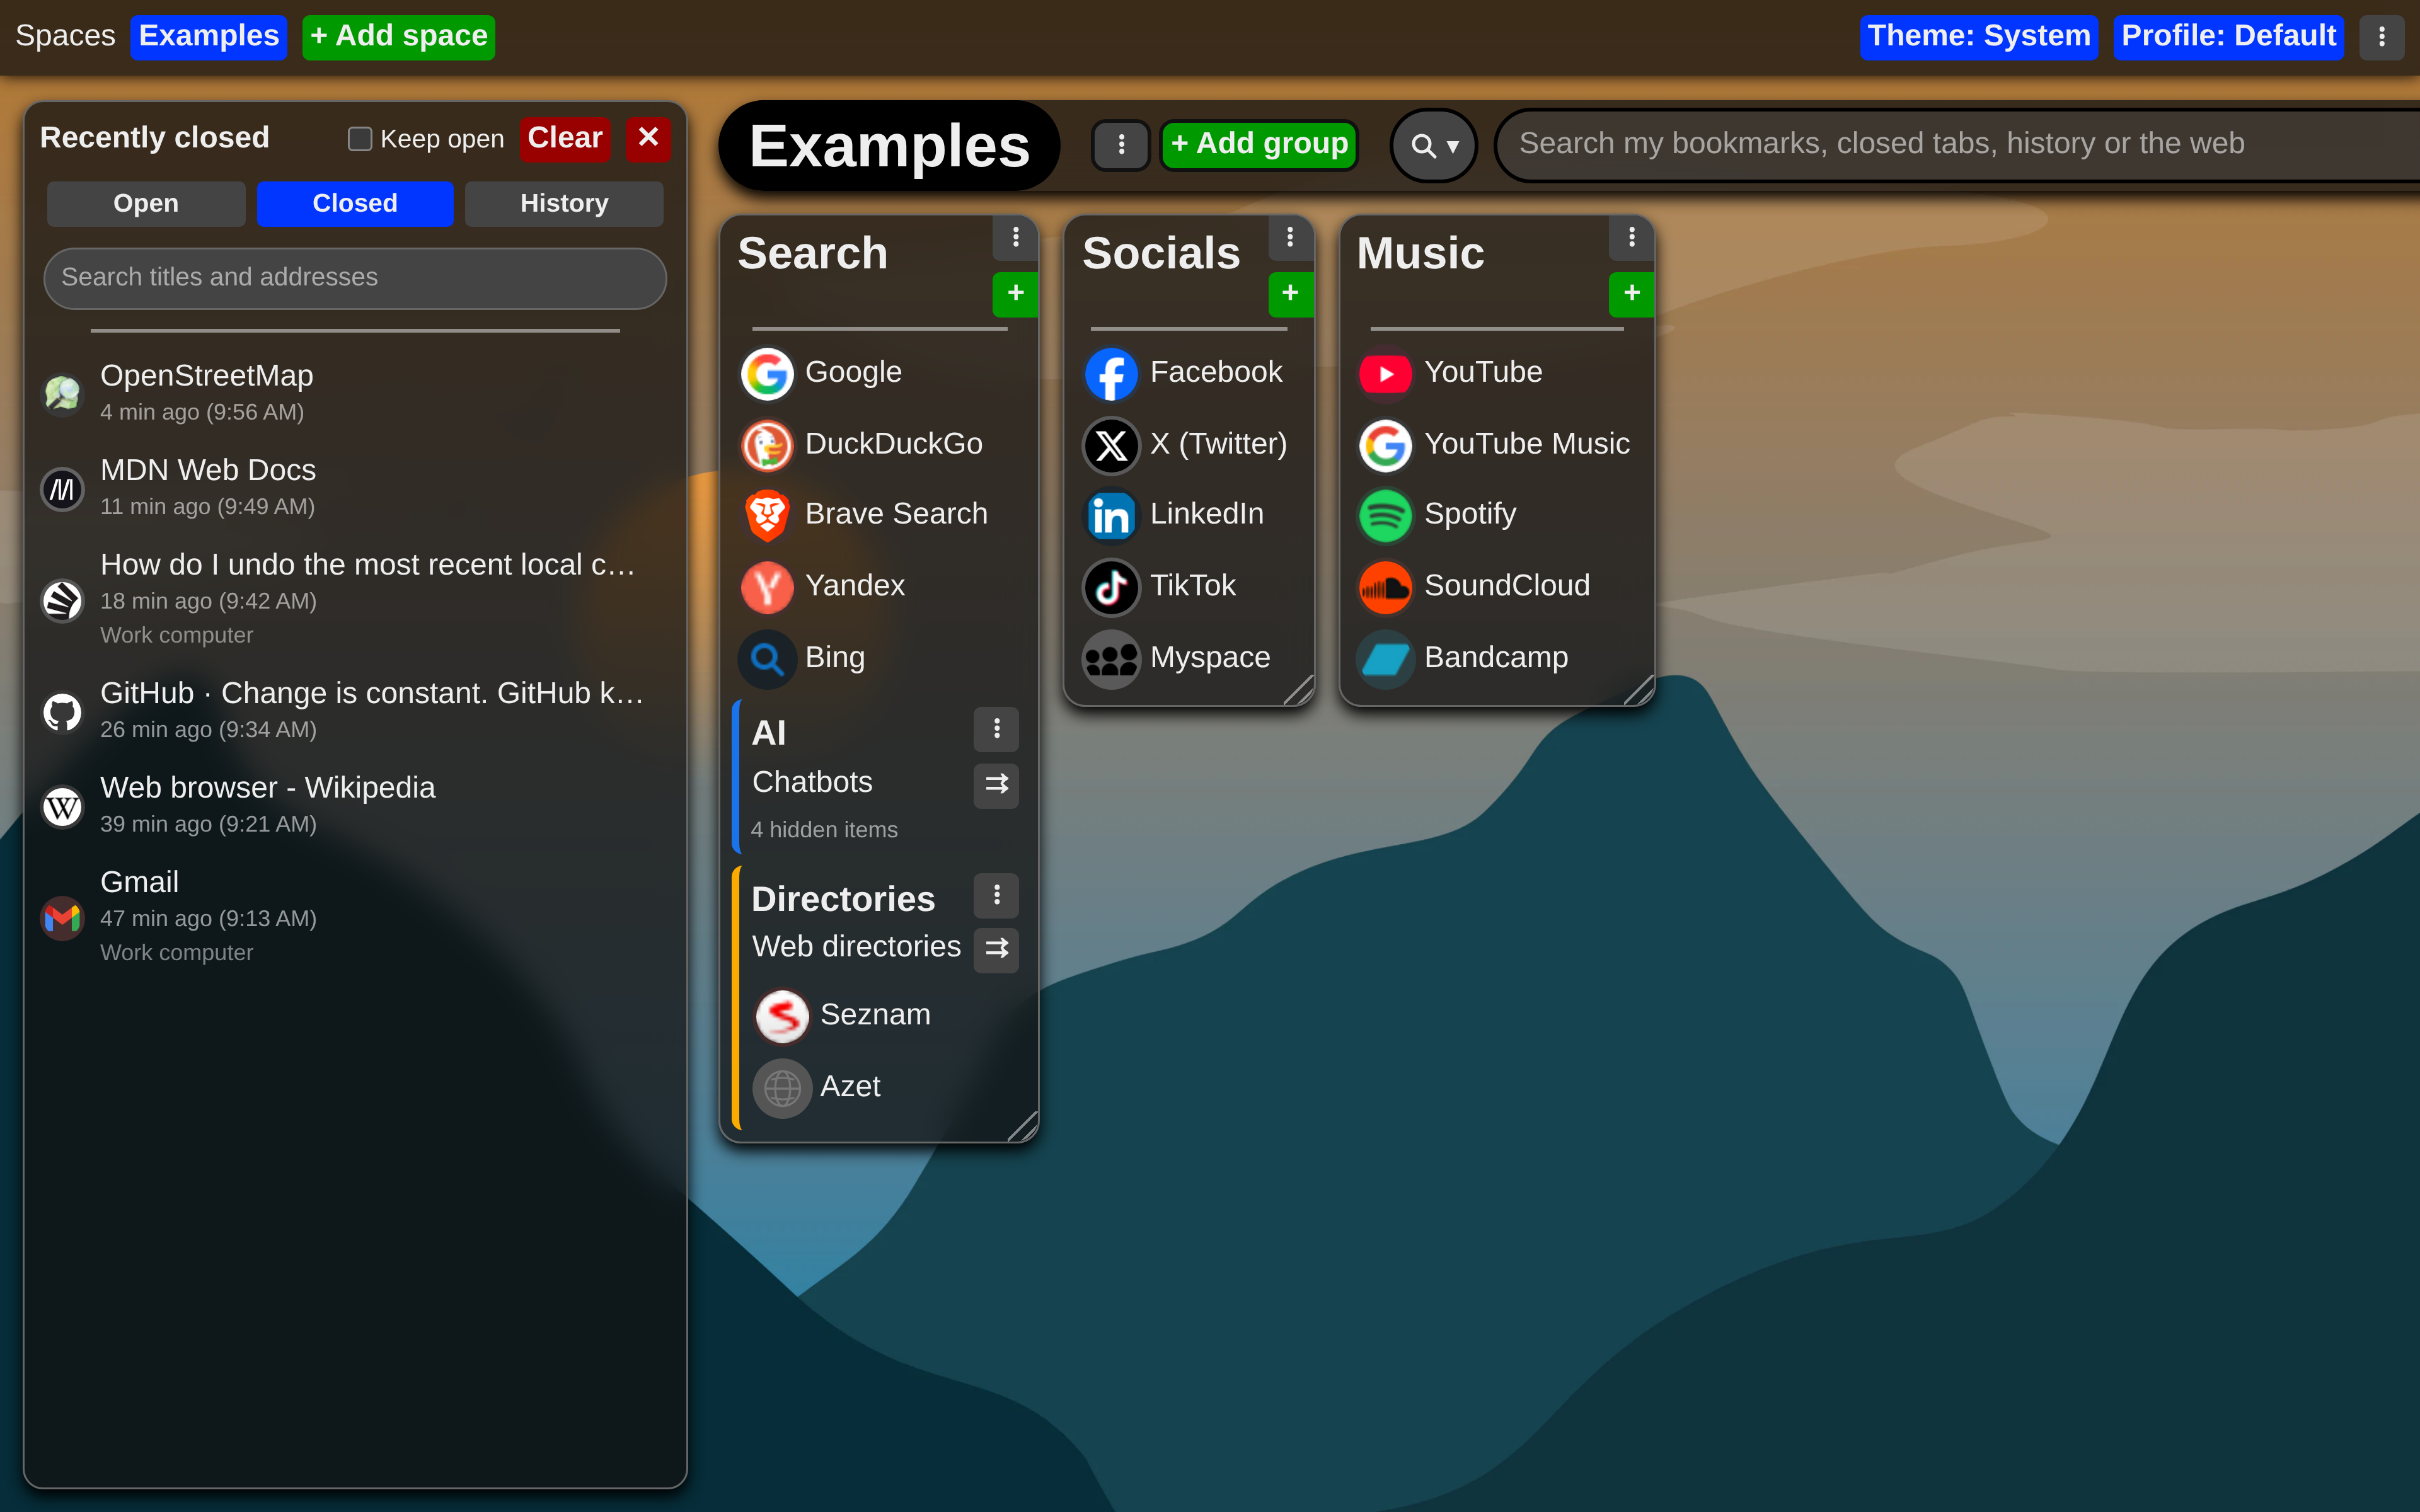 Spaces Examples + Add space Theme: System Profile: Default
Recently closed Keep open Clear ✕
Open Closed History
Search titles and addresses
OpenStreetMap
4 min ago (9:56 AM)
MDN Web Docs
11 min ago (9:49 AM)
How do I undo the most recent local c…
18 min ago (9:42 AM)
Work computer
GitHub · Change is constant. GitHub k…
26 min ago (9:34 AM)
Web browser - Wikipedia
39 min ago (9:21 AM)
Gmail
47 min ago (9:13 AM)
Work computer
Examples + Add group Search my bookmarks, closed tabs, history or the web
Search
+
Google
DuckDuckGo
Brave Search
Yandex
Bing
AI
Chatbots
4 hidden items
Directories
Web directories
Seznam
Azet
Socials
+
Facebook
X (Twitter)
LinkedIn
TikTok
Myspace
Music
+
YouTube
YouTube Music
Spotify
SoundCloud
Bandcamp